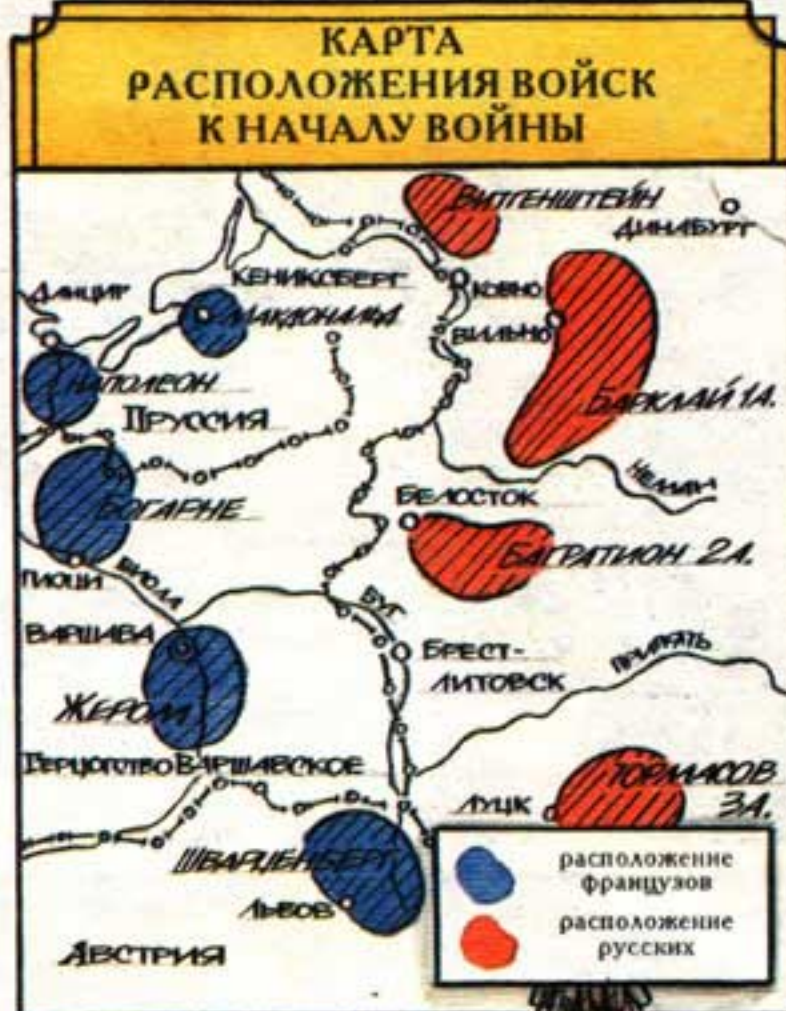 КАРТА
РАСПОЛОЖЕНИЯ ВОЙСК
К НАЧАЛУ ВОЙНЫ
ВИТГЕНШТЕЙН
ДИНАБУРГ
КЕНИКСБЕРГ
КОВНО
ДАНЦИГ
МАКДОНАЛЬД
ВИЛЬНО
НАПОЛЕОН
БАРКЛАЙ 1А.
ПРУССИЯ
НЕМАН
БЕЛОСТОК
БОГАРНЕ
БАГРАТИОН 2А.
ПЛОЦК
ВИСЛА
БУГ
ВАРШАВА
БРЕСТ-
ЛИТОВСК
ПРИПЯТЬ
ЖЕРОМ
ГЕРЦОГСТВО ВАРШАВСКОЕ
ТОРМАСОВ
3А.
ЛУЦК
ШВАРЦЕНБЕРГ
ЛЬВОВ
АВСТРИЯ
расположение
французов
расположение
русских